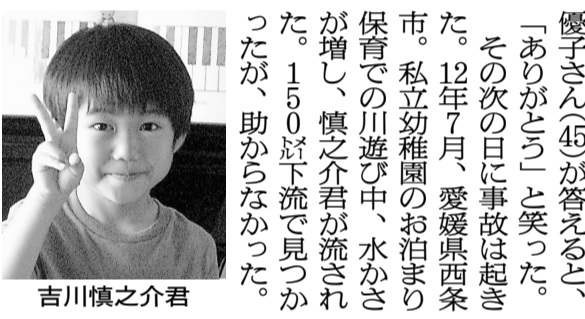 優子さん(45)が答えると、
「ありがとう」と笑った。
　その次の日に事故は起き
た。12年7月、愛媛県西条
市。私立幼稚園のお泊まり
保育での川遊び中、水かさ
が増し、慎之介君が流され
た。150㍍下流で見つか
ったが、助からなかった。
吉川慎之介君